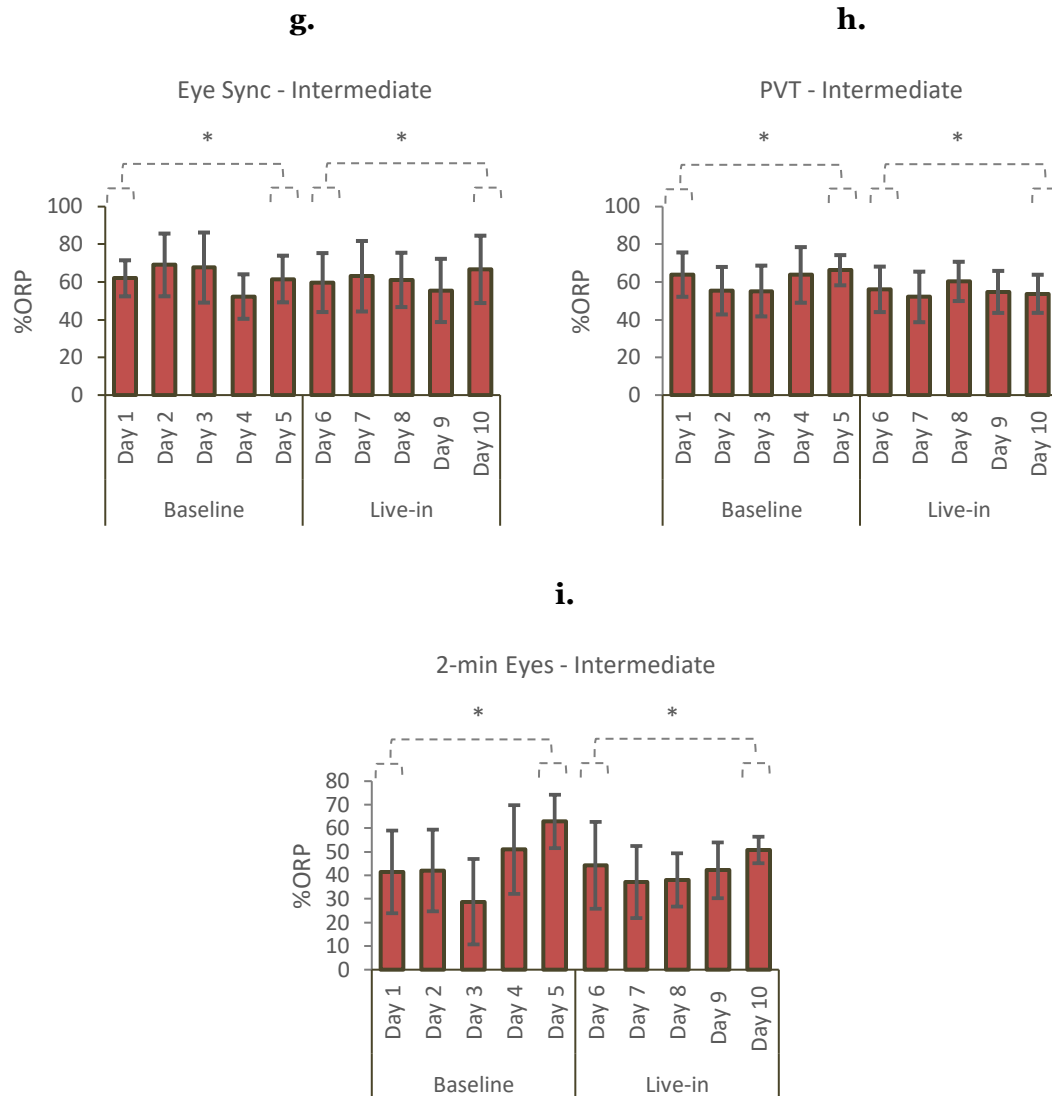 g.
Eye Sync - Intermediate
*
*
%ORP
100
80
60
40
20
0
Day 1
Day 2
Day 3
Day 4
Day 5
Day 6
Day 7
Day 8
Day 9
Day 10
Baseline
Live-in
h.
PVT - Intermediate
*
*
%ORP
100
80
60
40
20
0
Day 1
Day 2
Day 3
Day 4
Day 5
Day 6
Day 7
Day 8
Day 9
Day 10
Baseline
Live-in
i.
2-min Eyes - Intermediate
*
*
%ORP
80
70
60
50
40
30
20
10
0
Day 1
Day 2
Day 3
Day 4
Day 5
Day 6
Day 7
Day 8
Day 9
Day 10
Baseline
Live-in